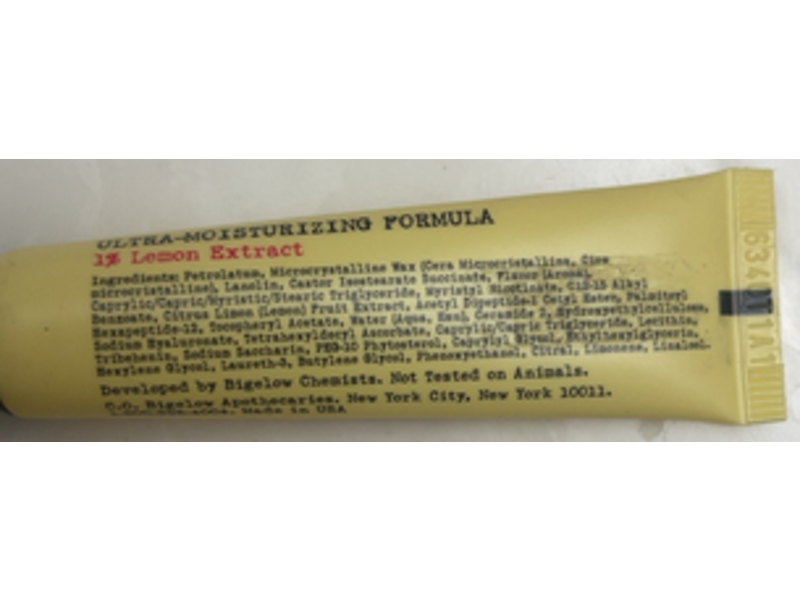 ULTRA-MOISTURIZING FORMULA
1% Lemon Extract
Ingredients: Petrolatum, Microcrystalline Wax (Cera Microcristallina, Cire
microcristalline), Lanolin, Castor Isostearate Succinate, Flavor (Aroma),
Caprylic/Capric/Myristic/Stearic Triglyceride, Myristyl Nicotinate, C12-15 Alkyl
Benzoate, Citrus Limon (Lemon) Fruit Extract, Acetyl Dipeptide-1 Cetyl Ester, Palmitoyl
Hexapeptide-12, Tocopheryl Acetate, Water (Aqua, Eau), Ceramide 2, Hydroxyethylcellulose,
Sodium Hyaluronate, Tetrahexyldecyl Ascorbate, Caprylic/Capric Triglyceride, Lecithin,
Tribehenin, Sodium Saccharin, PEG-10 Phytosterol, Caprylyl Glycol, Ethylhexylglycerin,
Hexylene Glycol, Laureth-3, Butylene Glycol, Phenoxyethanol, Citral, Limonene, Linalool.
Developed by Bigelow Chemists. Not Tested on Animals.
C.O. Bigelow Apothecaries, New York City, New York 10011.
Made in USA